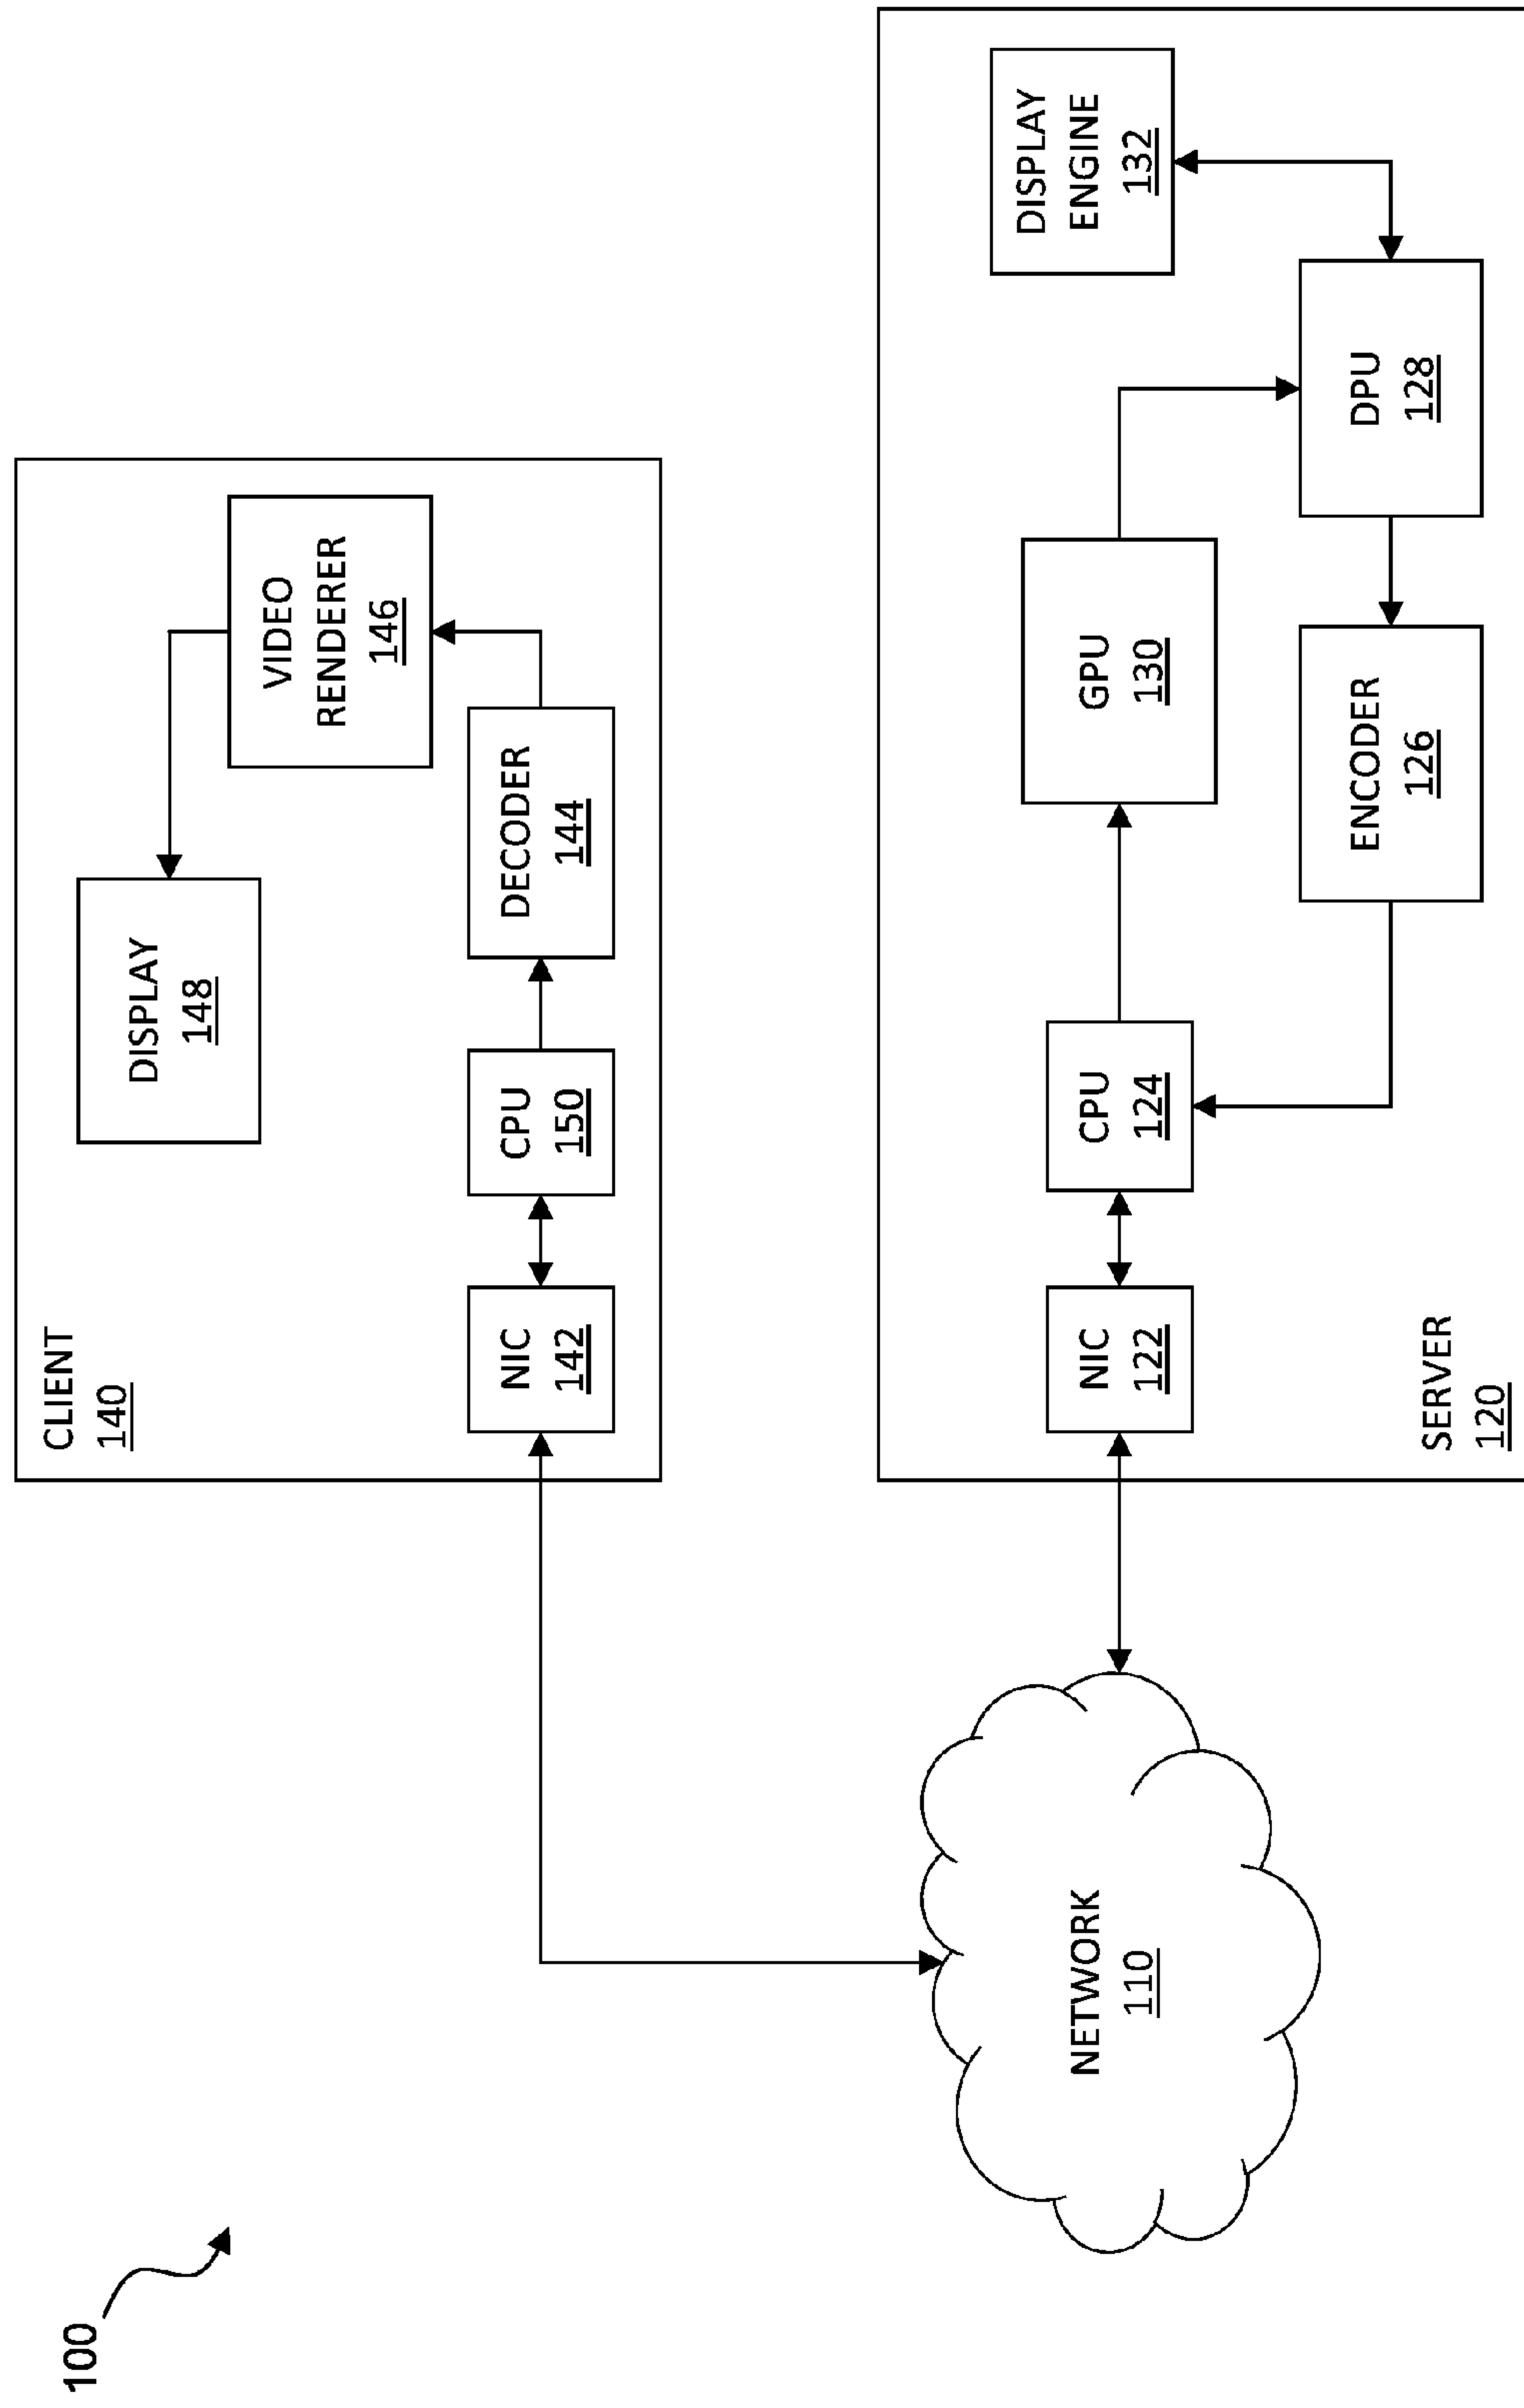 100
CLIENT
140
DISPLAY
148
VIDEO
RENDERER
146
NIC
142
CPU
150
DECODER
144
NETWORK
110
NIC
122
CPU
124
GPU
130
DISPLAY
ENGINE
132
ENCODER
126
DPU
128
SERVER
120